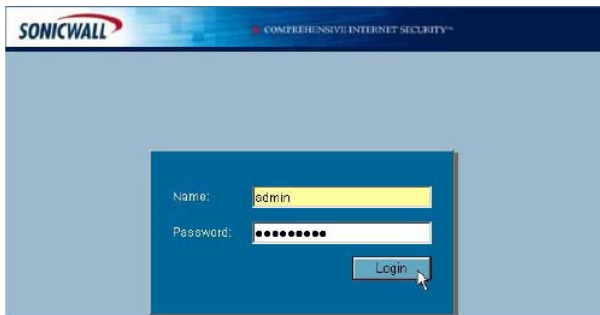 SONICWALL
COMPREHENSIVE INTERNET SECURITY™
Name: admin
Password: •••••••••
Login